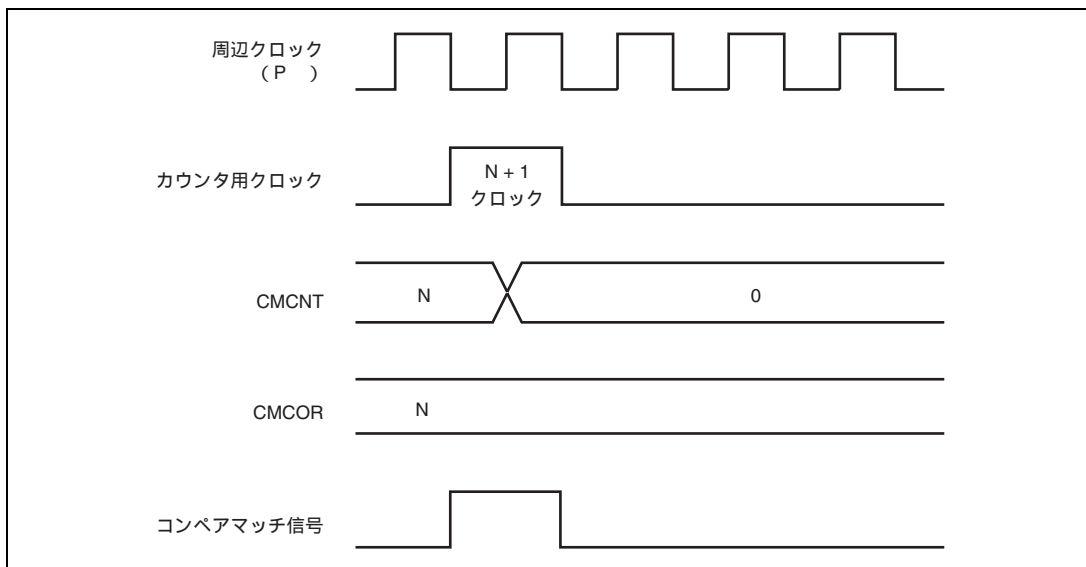 周辺クロック
（P　）
カウンタ用クロック
N + 1
クロック
CMCNT
N
0
CMCOR
N
コンペアマッチ信号